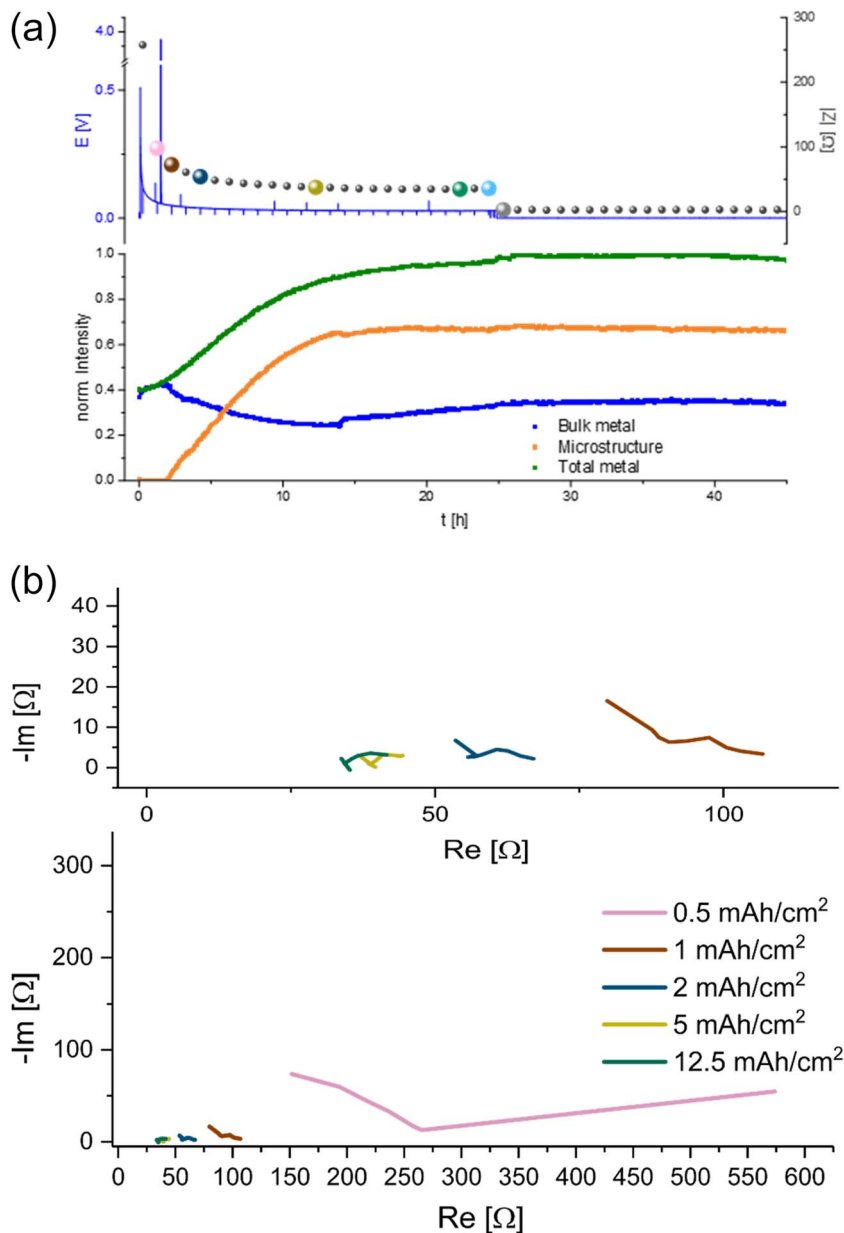 (a)
4.0
0.5
0.0
E [V]
300
200
100
0
|Z| [Ω]
1.0
0.8
0.6
0.4
0.2
0.0
norm. Intensity
Bulk metal
Microstructure
Total metal
0 10 20 30 40
t [h]
(b)
40
30
20
10
0
-Im [Ω]
0 50 100
Re [Ω]
300
200
100
0
-Im [Ω]
0.5 mAh/cm²
1 mAh/cm²
2 mAh/cm²
5 mAh/cm²
12.5 mAh/cm²
0 50 100 150 200 250 300 350 400 450 500 550 600
Re [Ω]